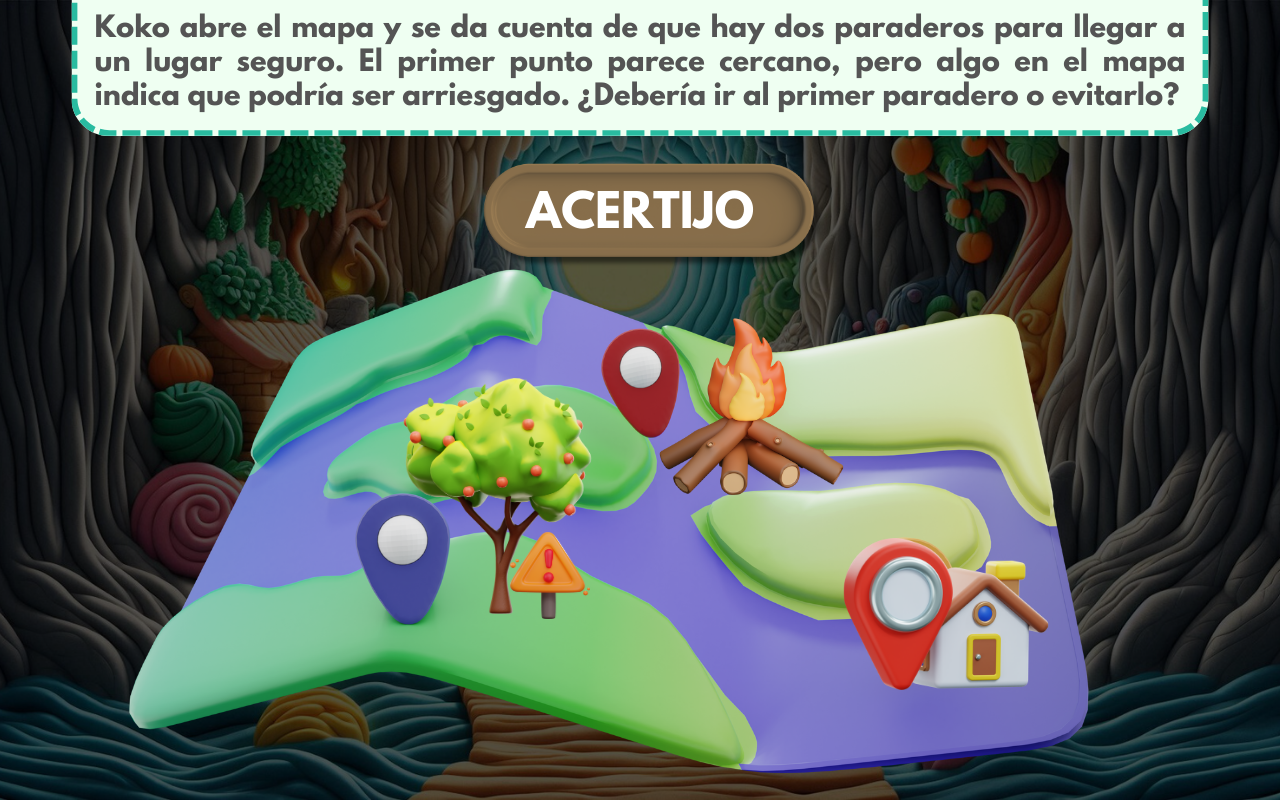 Koko abre el mapa y se da cuenta de que hay dos paraderos para llegar a
un lugar seguro. El primer punto parece cercano, pero algo en el mapa
indica que podría ser arriesgado. ¿Debería ir al primer paradero o evitarlo?
ACERTIJO
!